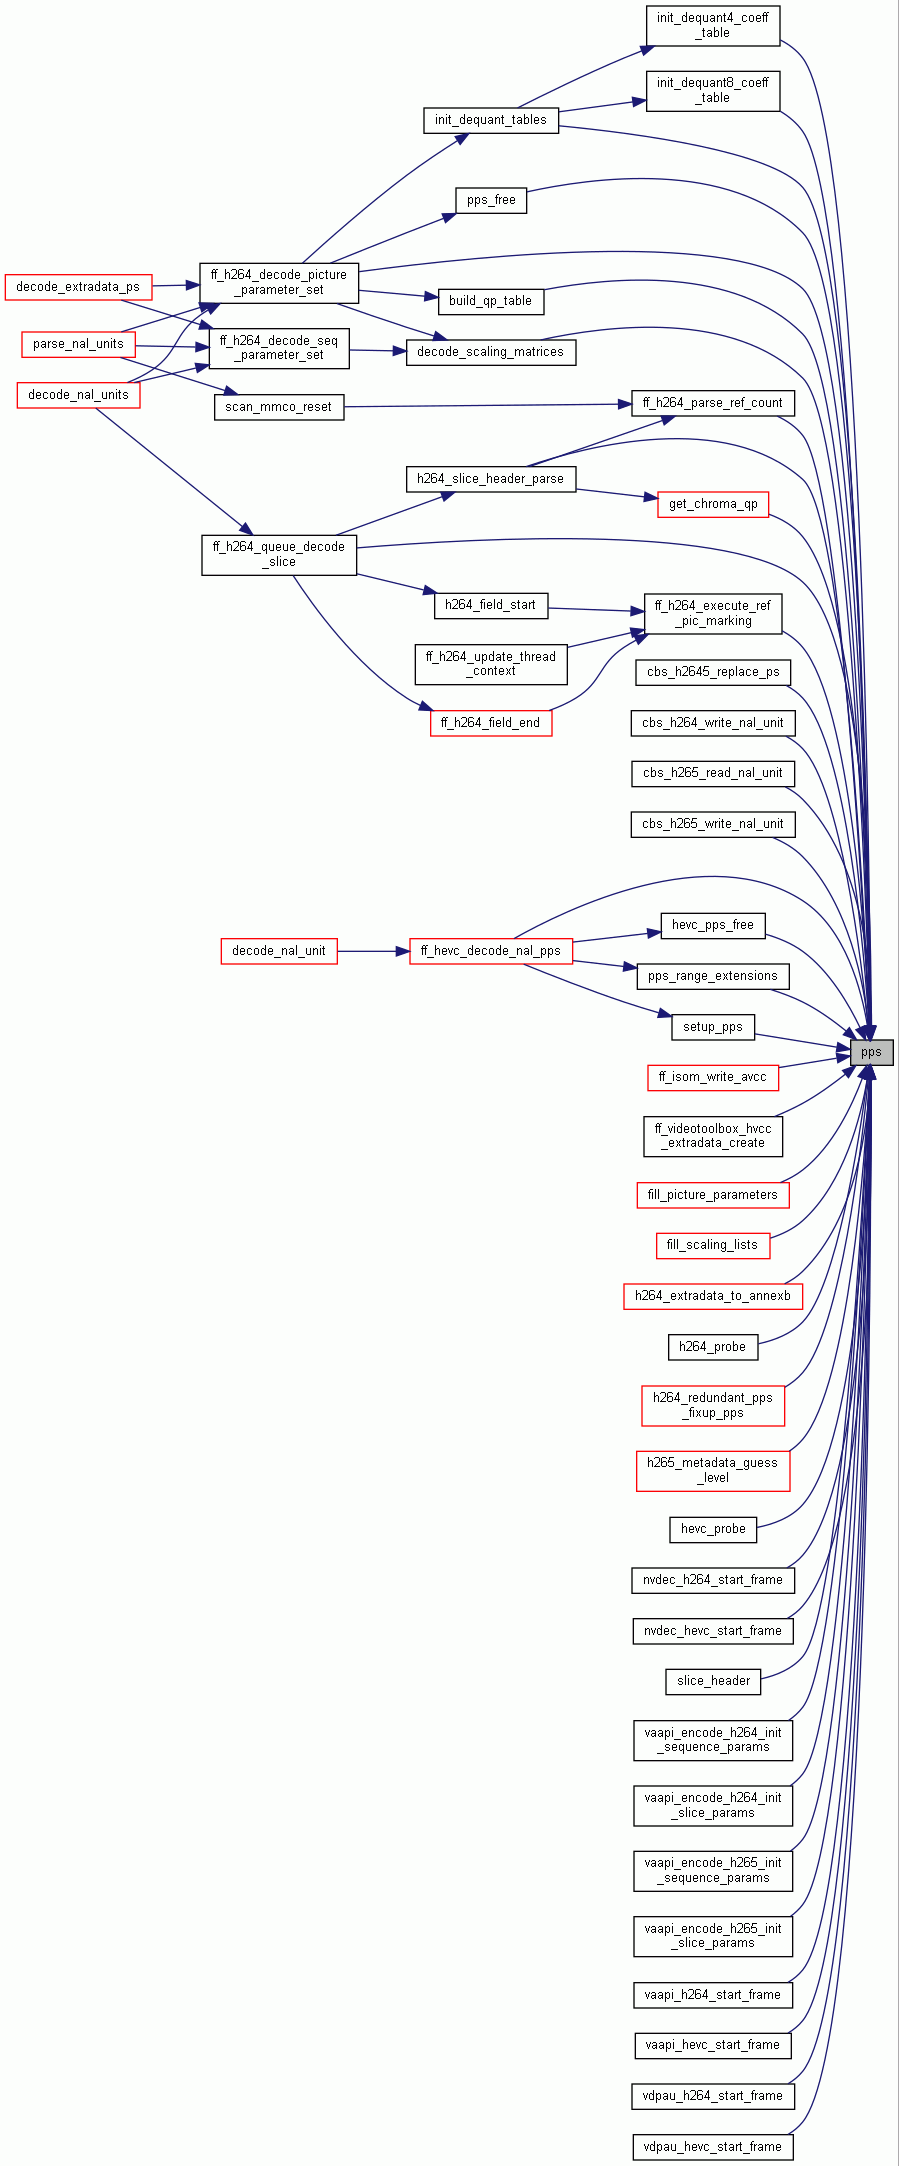 init_dequant4_coeff
_table
init_dequant8_coeff
_table
init_dequant_tables
pps_free
ff_h264_decode_picture
_parameter_set
decode_extradata_ps
build_qp_table
ff_h264_decode_seq
_parameter_set
parse_nal_units
decode_scaling_matrices
decode_nal_units
scan_mmco_reset
ff_h264_parse_ref_count
h264_slice_header_parse
get_chroma_qp
ff_h264_queue_decode
_slice
h264_field_start
ff_h264_execute_ref
_pic_marking
ff_h264_update_thread
_context
cbs_h2645_replace_ps
ff_h264_field_end
cbs_h264_write_nal_unit
cbs_h265_read_nal_unit
cbs_h265_write_nal_unit
hevc_pps_free
decode_nal_unit
ff_hevc_decode_nal_pps
pps_range_extensions
setup_pps
pps
ff_isom_write_avcc
ff_videotoolbox_hvcc
_extradata_create
fill_picture_parameters
fill_scaling_lists
h264_extradata_to_annexb
h264_probe
h264_redundant_pps
_fixup_pps
h265_metadata_guess
_level
hevc_probe
nvdec_h264_start_frame
nvdec_hevc_start_frame
slice_header
vaapi_encode_h264_init
_sequence_params
vaapi_encode_h264_init
_slice_params
vaapi_encode_h265_init
_sequence_params
vaapi_encode_h265_init
_slice_params
vaapi_h264_start_frame
vaapi_hevc_start_frame
vdpau_h264_start_frame
vdpau_hevc_start_frame